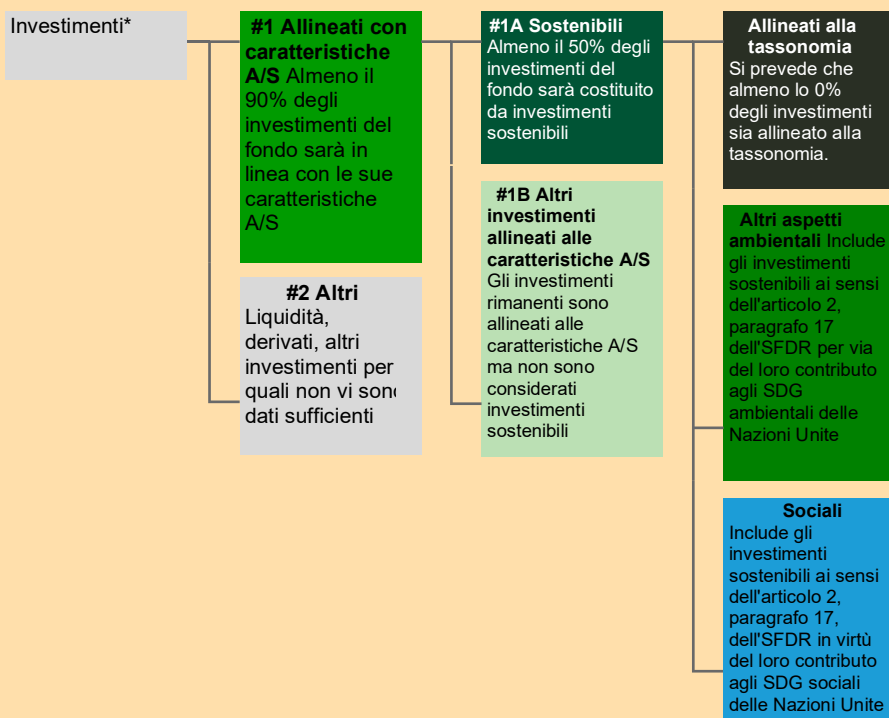 Investimenti*
#1 Allineati con
caratteristiche
A/S Almeno il
90% degli
investimenti del
fondo sarà in
linea con le sue
caratteristiche
A/S
#2 Altri
Liquidità,
derivati, altri
investimenti per
quali non vi sono
dati sufficienti
#1A Sostenibili
Almeno il 50% degli
investimenti del
fondo sarà costituito
da investimenti
sostenibili
#1B Altri
investimenti
allineati alle
caratteristiche A/S
Gli investimenti
rimanenti sono
allineati alle
caratteristiche A/S
ma non sono
considerati
investimenti
sostenibili
Allineati alla
tassonomia
Si prevede che
almeno lo 0%
degli investimenti
sia allineato alla
tassonomia.
Altri aspetti
ambientali Include
gli investimenti
sostenibili ai sensi
dell'articolo 2,
paragrafo 17
dell'SFDR per via
del loro contributo
agli SDG
ambientali delle
Nazioni Unite
Sociali
Include gli
investimenti
sostenibili ai sensi
dell'articolo 2,
paragrafo 17,
dell'SFDR in virtù
del loro contributo
agli SDG sociali
delle Nazioni Unite